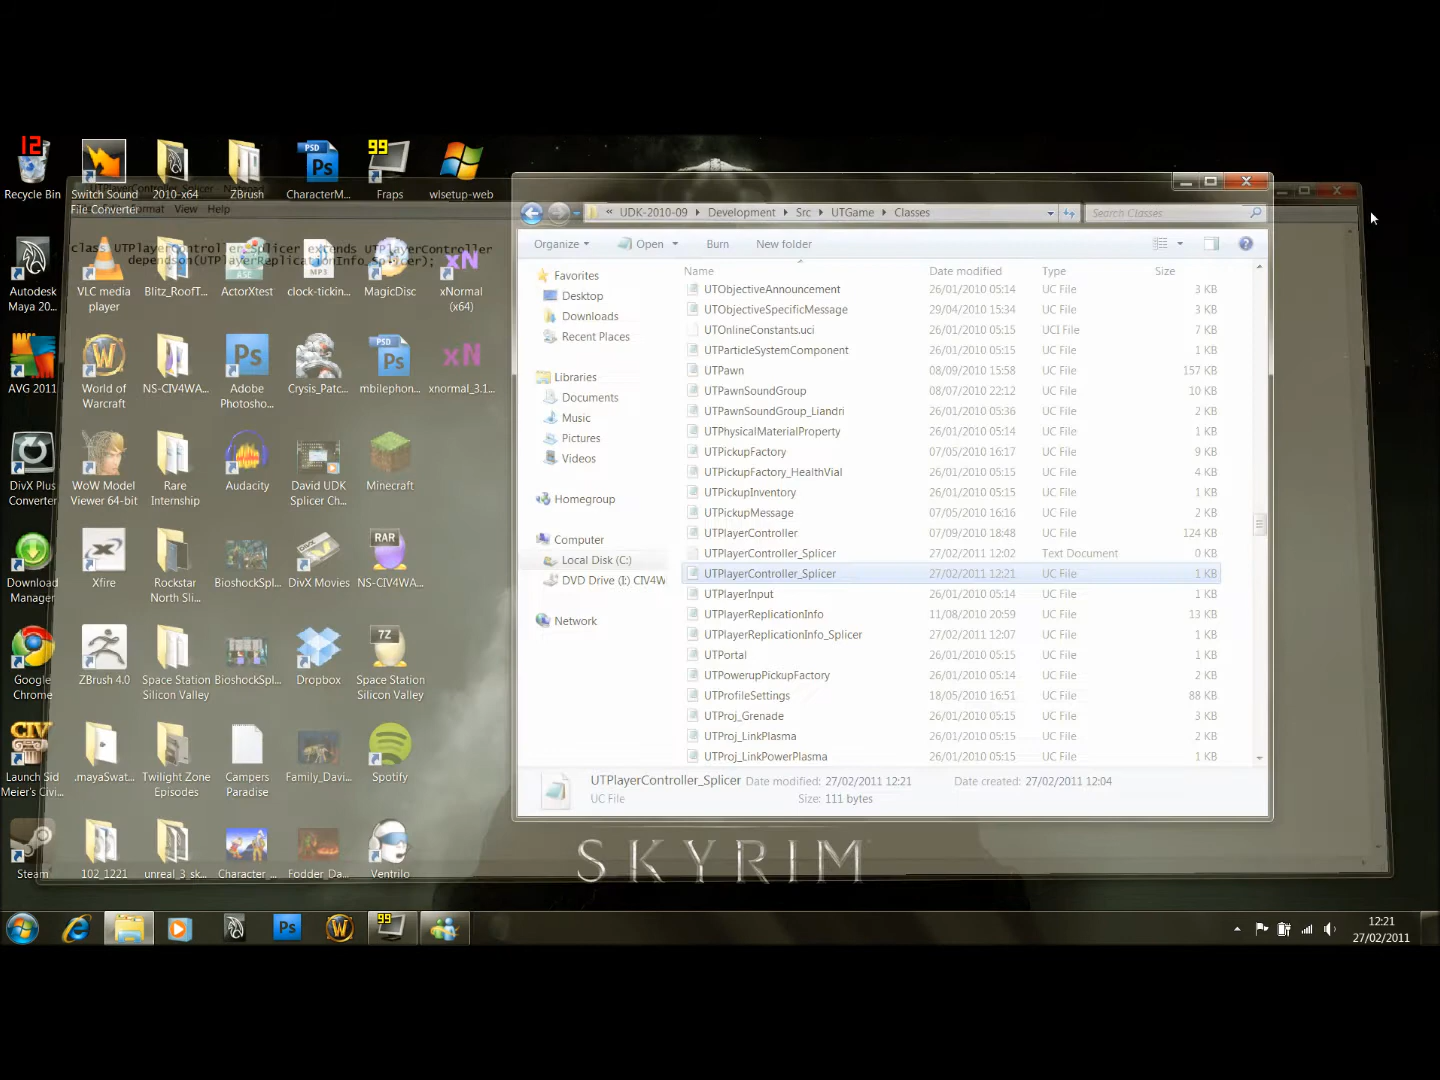 12
99
Recycle Bin
Switch Sound
File Converter
2010-x64
ZBrush
CharacterM...
Fraps
wlsetup-web
UTPlayerController_Splicer - Notepad
Format View Help
class UTPlayerController_Splicer extends UTPlayerController
dependson(UTPlayerReplicationInfo_Splicer);
Autodesk
Maya 20...
VLC media
player
Blitz_RoofT...
ActorXtest
clock-tickin...
MagicDisc
xNormal
(x64)
AVG 2011
World of
Warcraft
NS-CIV4WA...
Adobe
Photosho...
Crysis_Patc...
mbilephon...
xnormal_3.1...
DivX Plus
Converter
WoW Model
Viewer 64-bit
Rare
Internship
Audacity
David UDK
Splicer Ch...
Minecraft
Download
Manager
Xfire
Rockstar
North Sli...
BioshockSpl...
DivX Movies
NS-CIV4WA...
Google
Chrome
ZBrush 4.0
Space Station
Silicon Valley
BioshockSpl...
Dropbox
Space Station
Silicon Valley
Launch Sid
Meier's Civi...
.mayaSwat...
Twilight Zone
Episodes
Campers
Paradise
Family_Davi...
Spotify
Steam
102_1221
unreal_3_sk...
Character_...
Fodder_Da...
Ventrilo
« UDK-2010-09 Development Src UTGame Classes
Search Classes
Organize Open Burn New folder
Name Date modified Type Size
Favorites
Desktop
Downloads
Recent Places
Libraries
Documents
Music
Pictures
Videos
Homegroup
Computer
Local Disk (C:)
DVD Drive (I:) CIV4W
Network
UTObjectiveAnnouncement 26/01/2010 05:14 UC File 3 KB
UTObjectiveSpecificMessage 29/04/2010 15:34 UC File 3 KB
UTOnlineConstants.uci 26/01/2010 05:15 UCI File 7 KB
UTParticleSystemComponent 26/01/2010 05:15 UC File 1 KB
UTPawn 08/09/2010 15:58 UC File 157 KB
UTPawnSoundGroup 08/07/2010 22:12 UC File 10 KB
UTPawnSoundGroup_Liandri 26/01/2010 05:36 UC File 2 KB
UTPhysicalMaterialProperty 26/01/2010 05:14 UC File 1 KB
UTPickupFactory 07/05/2010 16:17 UC File 9 KB
UTPickupFactory_HealthVial 26/01/2010 05:15 UC File 4 KB
UTPickupInventory 26/01/2010 05:15 UC File 1 KB
UTPickupMessage 07/05/2010 16:16 UC File 2 KB
UTPlayerController 07/09/2010 18:48 UC File 124 KB
UTPlayerController_Splicer 27/02/2011 12:02 Text Document 0 KB
UTPlayerController_Splicer 27/02/2011 12:21 UC File 1 KB
UTPlayerInput 26/01/2010 05:14 UC File 1 KB
UTPlayerReplicationInfo 11/08/2010 20:59 UC File 13 KB
UTPlayerReplicationInfo_Splicer 27/02/2011 12:07 UC File 1 KB
UTPortal 26/01/2010 05:14 UC File 1 KB
UTPowerupPickupFactory 26/01/2010 05:14 UC File 1 KB
UTProfileSettings 18/05/2010 16:51 UC File 88 KB
UTProj_Grenade 26/01/2010 05:15 UC File 3 KB
UTProj_LinkPlasma 26/01/2010 05:15 UC File 2 KB
UTProj_LinkPowerPlasma 26/01/2010 05:15 UC File 1 KB
UTPlayerController_Splicer Date modified: 27/02/2011 12:21 Date created: 27/02/2011 12:04
UC File Size: 111 bytes
SKYRIM
99
12:21
27/02/2011